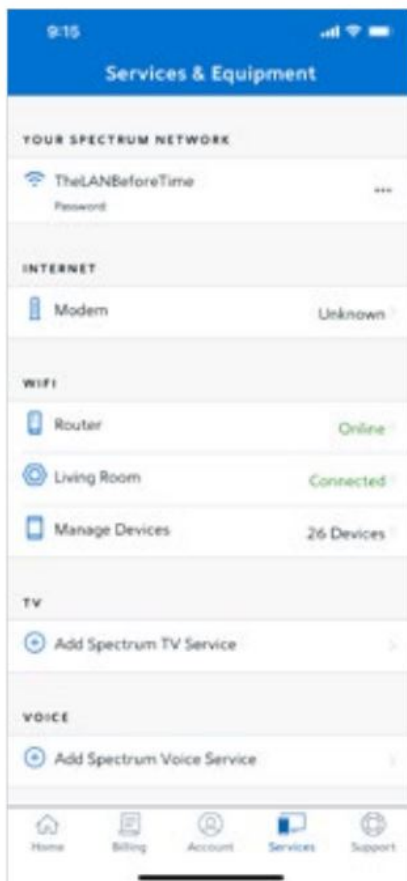 9:15
Services & Equipment
YOUR SPECTRUM NETWORK
TheLANBeforeTime
Password
INTERNET
Modem Unknown
WIFI
Router Online
Living Room Connected
Manage Devices 26 Devices
TV
Add Spectrum TV Service
VOICE
Add Spectrum Voice Service
Home Billing Account Services Support